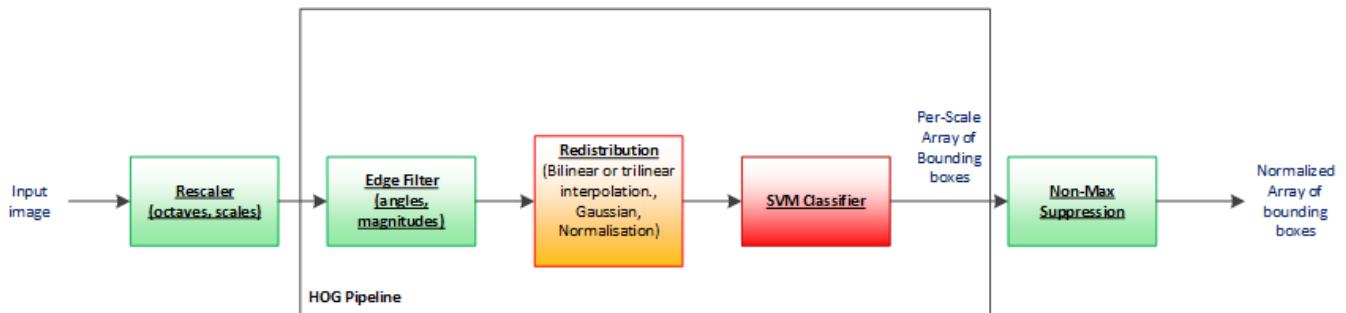 Input
image
Rescaler
(octaves, scales)
Edge Filter
(angles,
magnitudes)
Redistribution
(Bilinear or trilinear
interpolation.,
Gaussian,
Normalisation)
SVM Classifier
Per-Scale
Array of
Bounding
boxes
Non-Max
Suppression
Normalized
Array of
bounding
boxes
HOG Pipeline